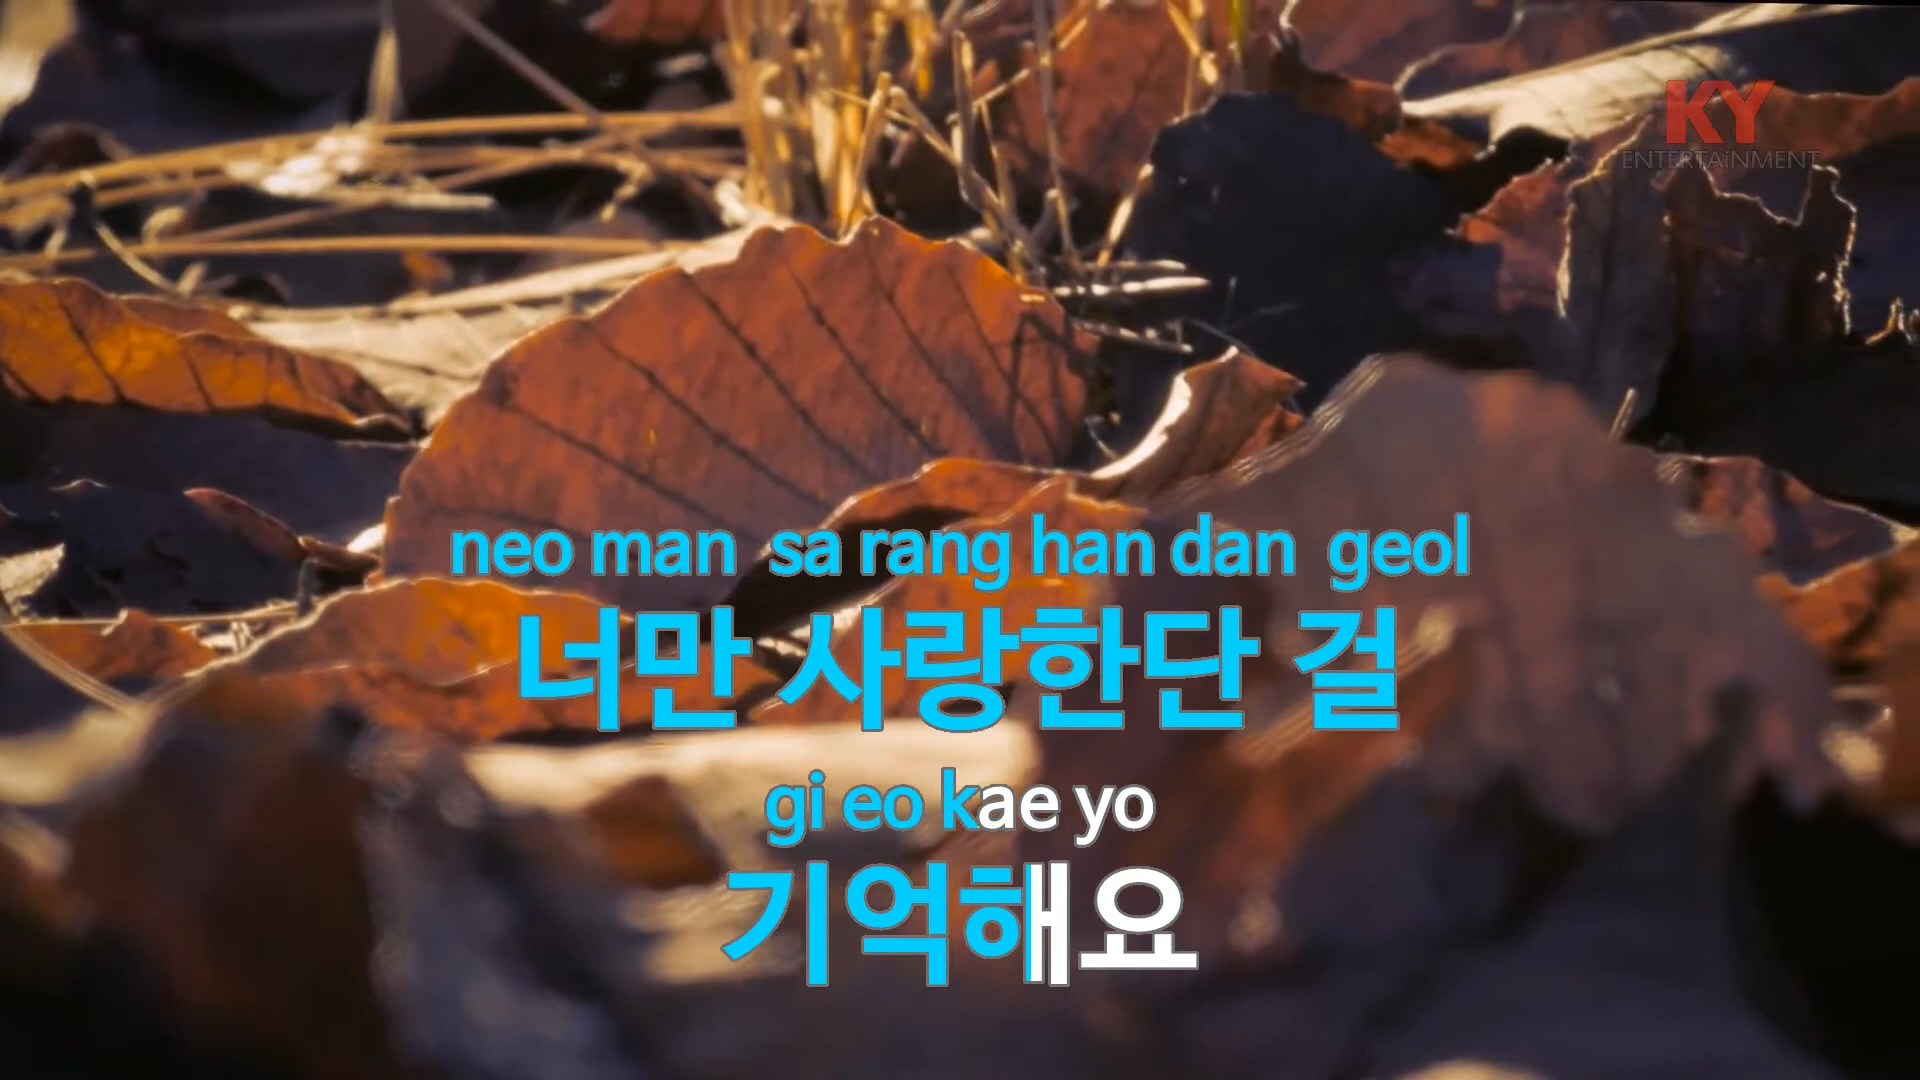 KY
ENTERTAiNMENT
neo man sa rang han dan geol
너만 사랑한단 걸
gi eo kae yo
기억해요